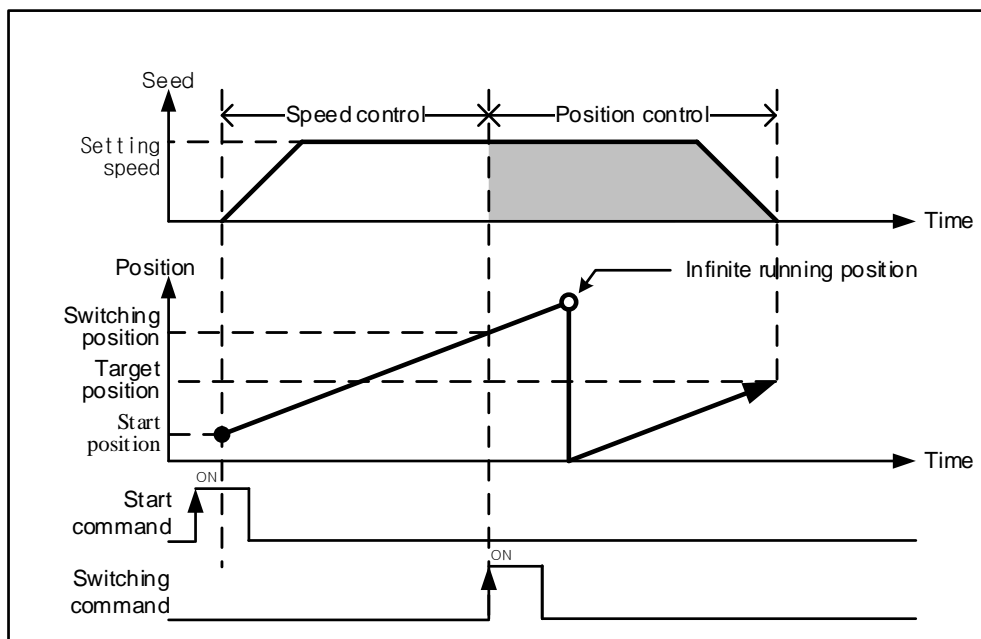 Seed
Speed control
Position control
Setting
speed
Time
Position
Infinite running position
Switching
position
Target
position
Start
position
Time
ON
Start
command
ON
Switching
command